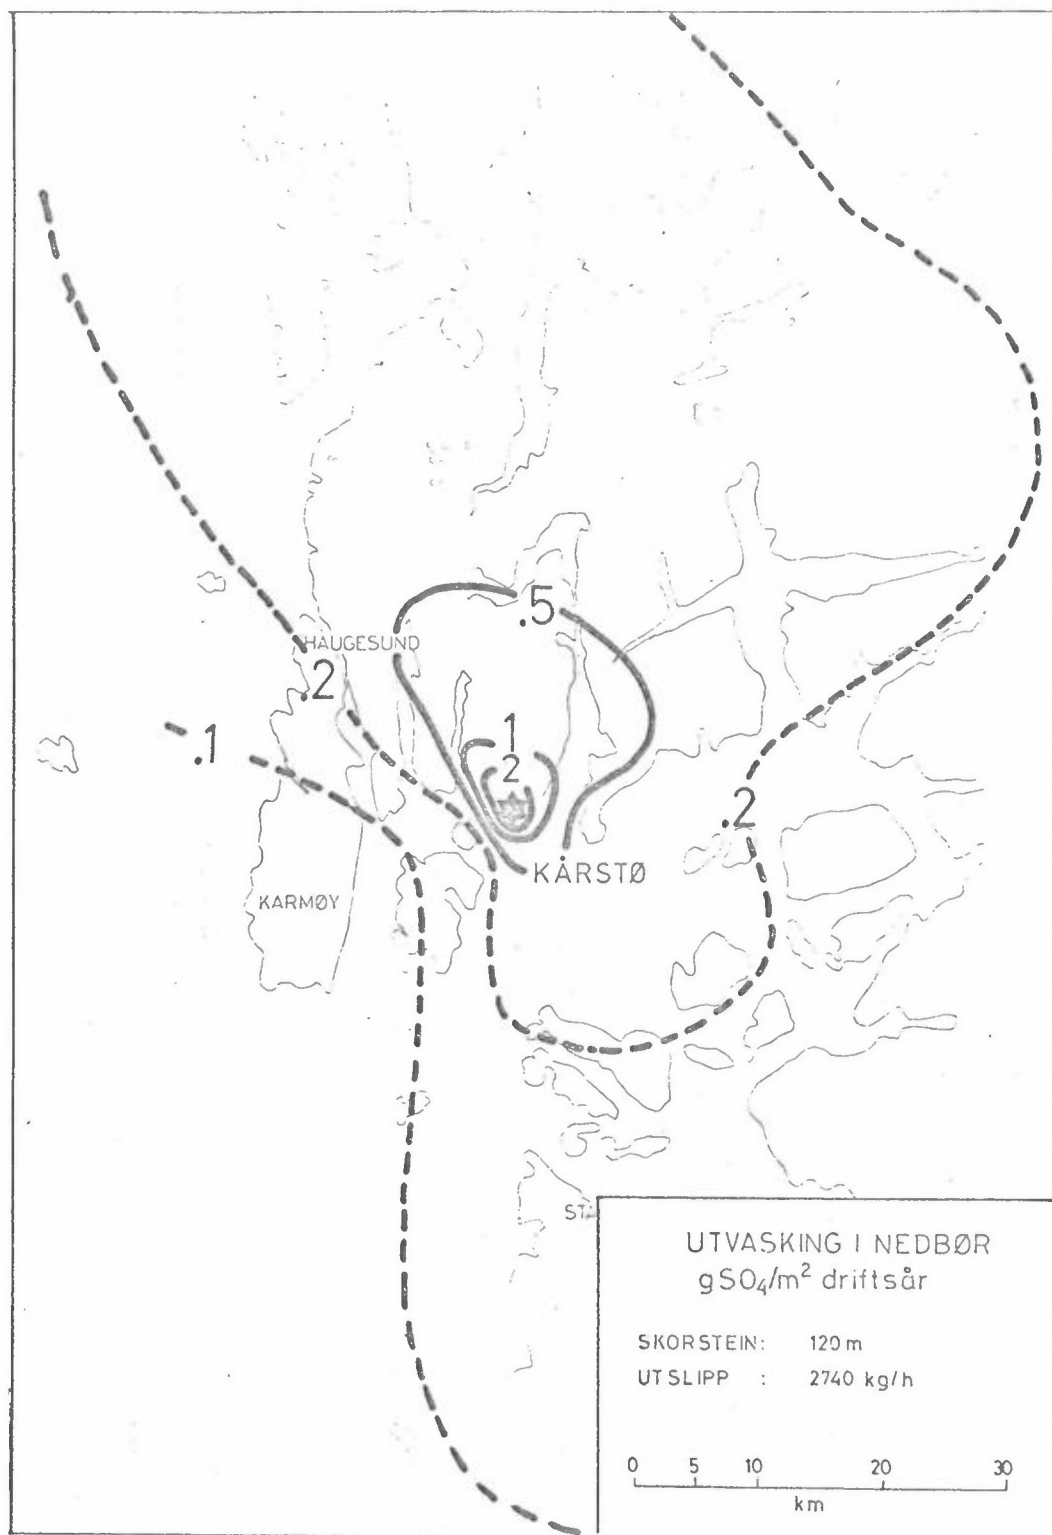 .5
HAUGESUND
.2
.1
1
2
.2
KÅRSTØ
KARMØY
ST
UTVASKING I NEDBØR
gSO₄/m² driftsår
SKORSTEIN: 120 m
UTSLIPP : 2740 kg/h
0 5 10 20 30
km